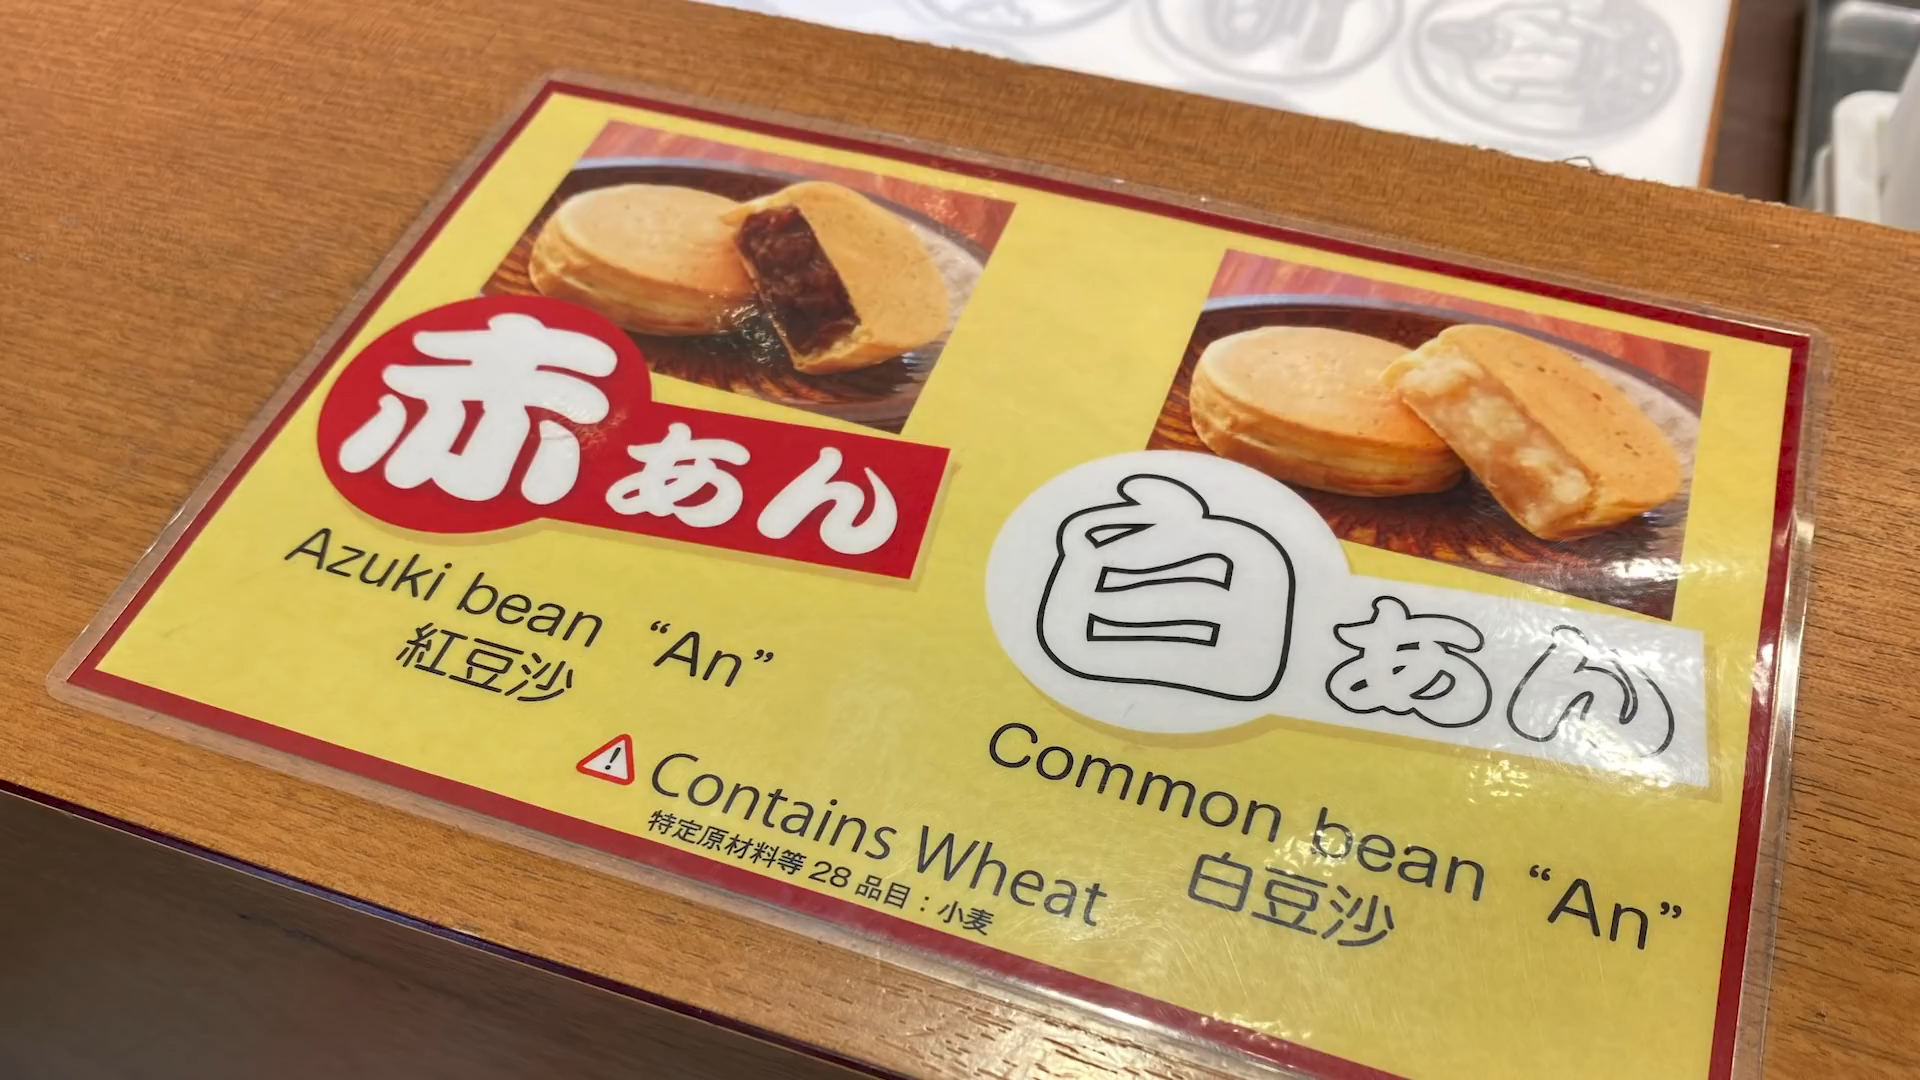 赤あん
Azuki bean “An”
紅豆沙
白あん
Common bean “An”
白豆沙
Contains Wheat
特定原材料等 28 品目：小麦